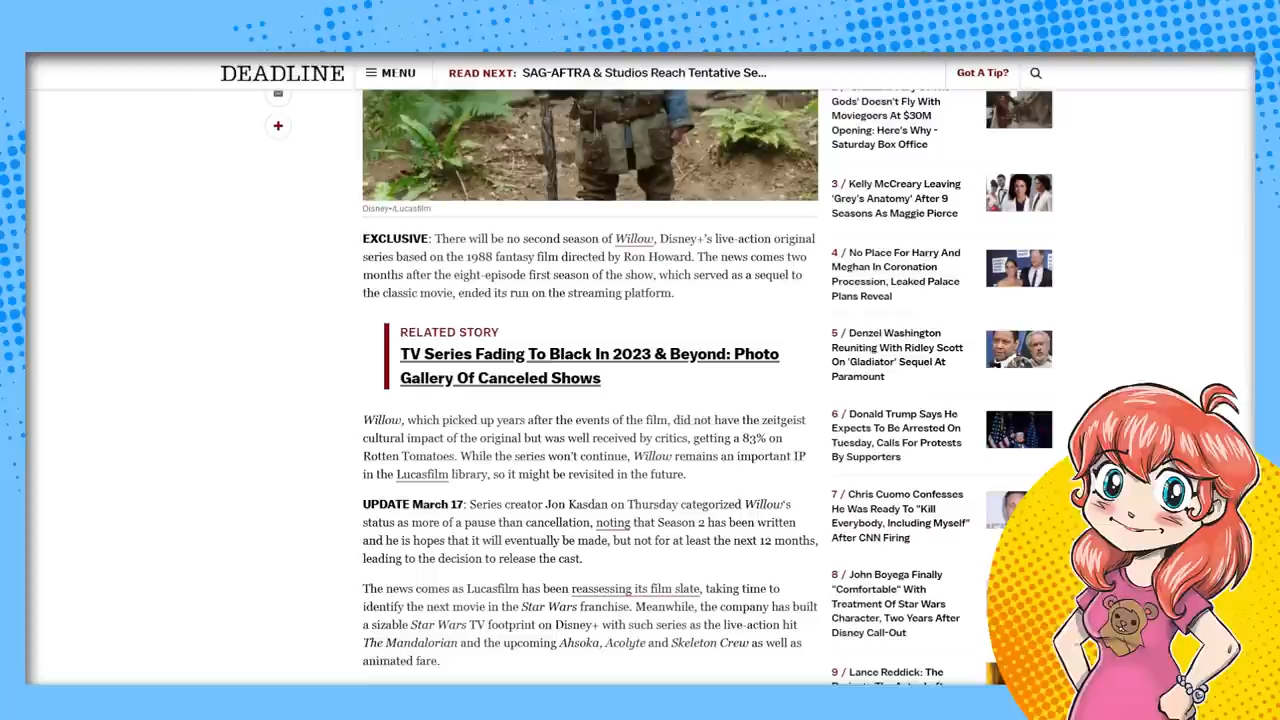 DEADLINE
MENU
READ NEXT: SAG-AFTRA & Studios Reach Tentative Se...
Got A Tip?
Disney+/Lucasfilm
EXCLUSIVE: There will be no second season of Willow, Disney+'s live-action original
series based on the 1988 fantasy film directed by Ron Howard. The news comes two
months after the eight-episode first season of the show, which served as a sequel to
the classic movie, ended its run on the streaming platform.
RELATED STORY
TV Series Fading To Black In 2023 & Beyond: Photo
Gallery Of Canceled Shows
Willow, which picked up years after the events of the film, did not have the zeitgeist
cultural impact of the original but was well received by critics, getting a 83% on
Rotten Tomatoes. While the series won't continue, Willow remains an important IP
in the Lucasfilm library, so it might be revisited in the future.
UPDATE March 17: Series creator Jon Kasdan on Thursday categorized Willow's
status as more of a pause than cancellation, noting that Season 2 has been written
and he is hopes that it will eventually be made, but not for at least the next 12 months,
leading to the decision to release the cast.
The news comes as Lucasfilm has been reassessing its film slate, taking time to
identify the next movie in the Star Wars franchise. Meanwhile, the company has built
a sizable Star Wars TV footprint on Disney+ with such series as the live-action hit
The Mandalorian and the upcoming Ahsoka, Acolyte and Skeleton Crew as well as
animated fare.
Gods' Doesn't Fly With
Moviegoers At $30M
Opening: Here's Why -
Saturday Box Office
3 / Kelly McCreary Leaving
'Grey's Anatomy' After 9
Seasons As Maggie Pierce
4 / No Place For Harry And
Meghan In Coronation
Procession, Leaked Palace
Plans Reveal
5 / Denzel Washington
Reuniting With Ridley Scott
On 'Gladiator' Sequel At
Paramount
6 / Donald Trump Says He
Expects To Be Arrested On
Tuesday, Calls For Protests
By Supporters
7 / Chris Cuomo Confesses
He Was Ready To "Kill
Everybody, Including Myself"
After CNN Firing
8 / John Boyega Finally
"Comfortable" With
Treatment Of Star Wars
Character, Two Years After
Disney Call-Out
9 / Lance Reddick: The